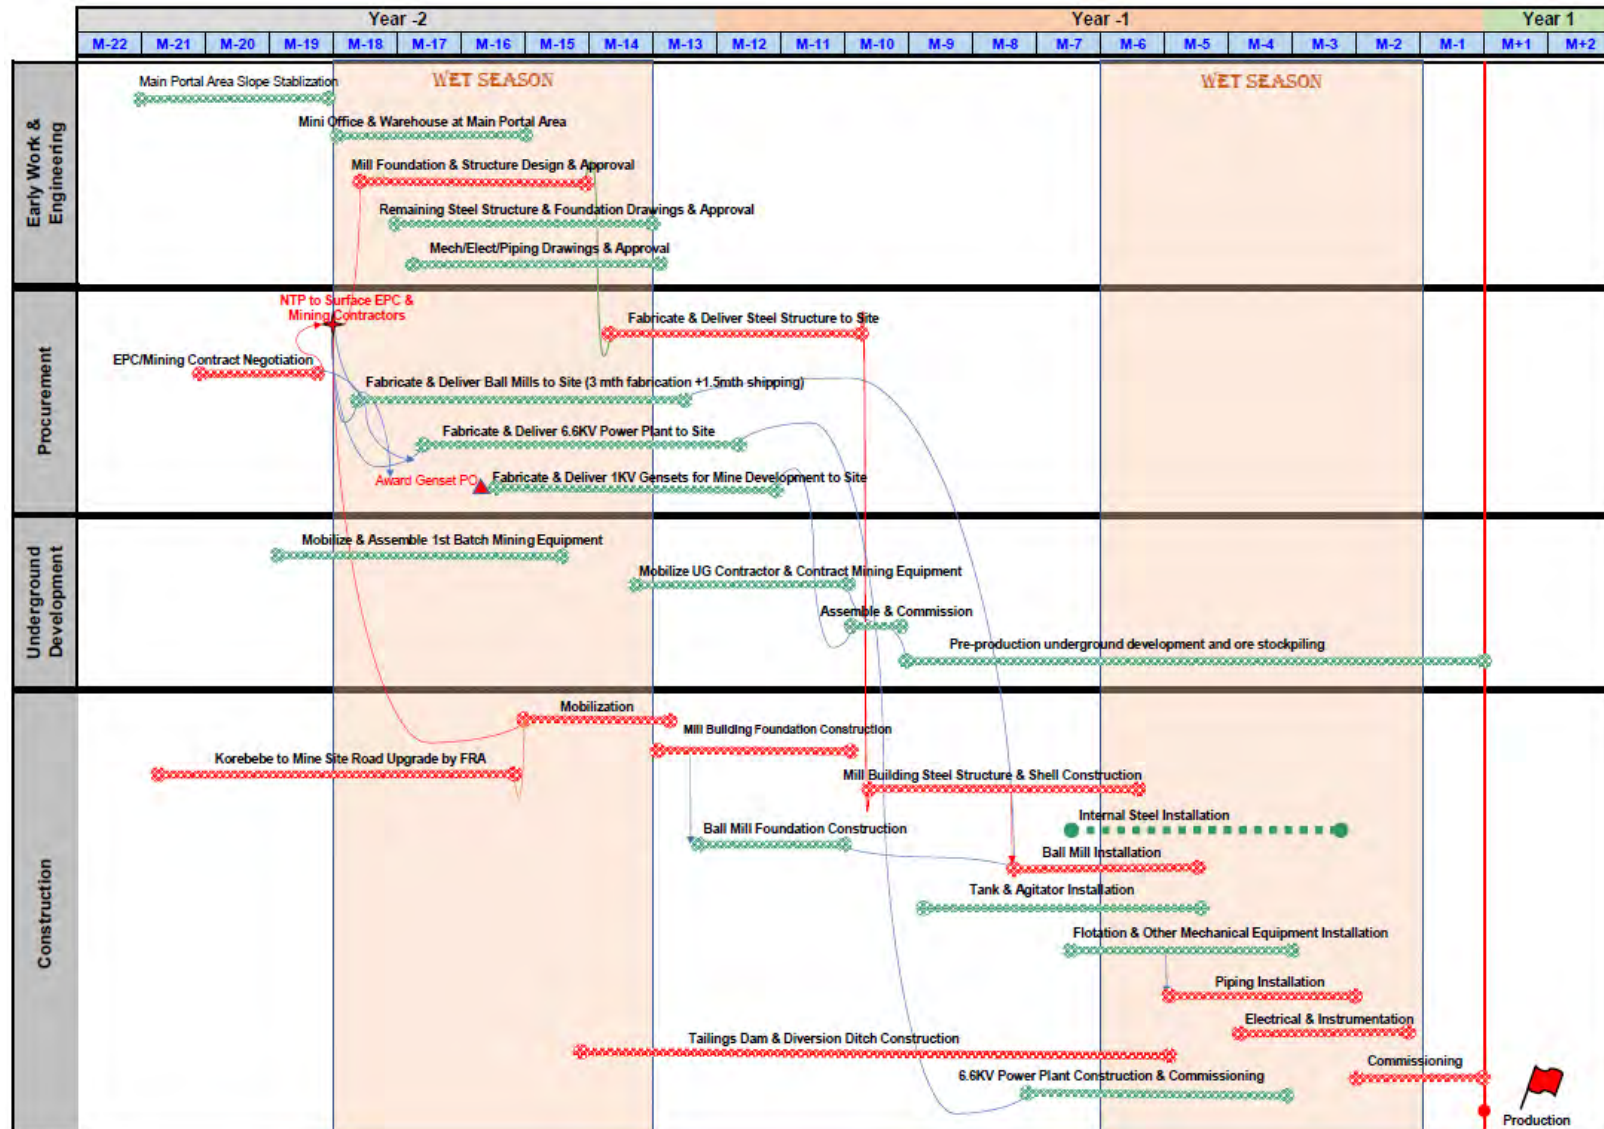 Year -2
Year -1
Year 1
M-22 M-21 M-20 M-19 M-18 M-17 M-16 M-15 M-14 M-13 M-12 M-11 M-10 M-9 M-8 M-7 M-6 M-5 M-4 M-3 M-2 M-1 M+1 M+2
Early Work &
Engineering
WET SEASON
WET SEASON
Main Portal Area Slope Stablization
Mini Office & Warehouse at Main Portal Area
Mill Foundation & Structure Design & Approval
Remaining Steel Structure & Foundation Drawings & Approval
Mech/Elect/Piping Drawings & Approval
Procurement
NTP to Surface EPC &
Mining Contractors
Fabricate & Deliver Steel Structure to Site
EPC/Mining Contract Negotiation
Fabricate & Deliver Ball Mills to Site (3 mth fabrication +1.5mth shipping)
Fabricate & Deliver 6.6KV Power Plant to Site
Award Genset PO
Fabricate & Deliver 1KV Gensets for Mine Development to Site
Underground
Development
Mobilize & Assemble 1st Batch Mining Equipment
Mobilize UG Contractor & Contract Mining Equipment
Assemble & Commission
Pre-production underground development and ore stockpiling
Construction
Mobilization
Mill Building Foundation Construction
Korebebe to Mine Site Road Upgrade by FRA
Mill Building Steel Structure & Shell Construction
Internal Steel Installation
Ball Mill Foundation Construction
Ball Mill Installation
Tank & Agitator Installation
Flotation & Other Mechanical Equipment Installation
Piping Installation
Electrical & Instrumentation
Tailings Dam & Diversion Ditch Construction
Commissioning
6.6KV Power Plant Construction & Commissioning
Production